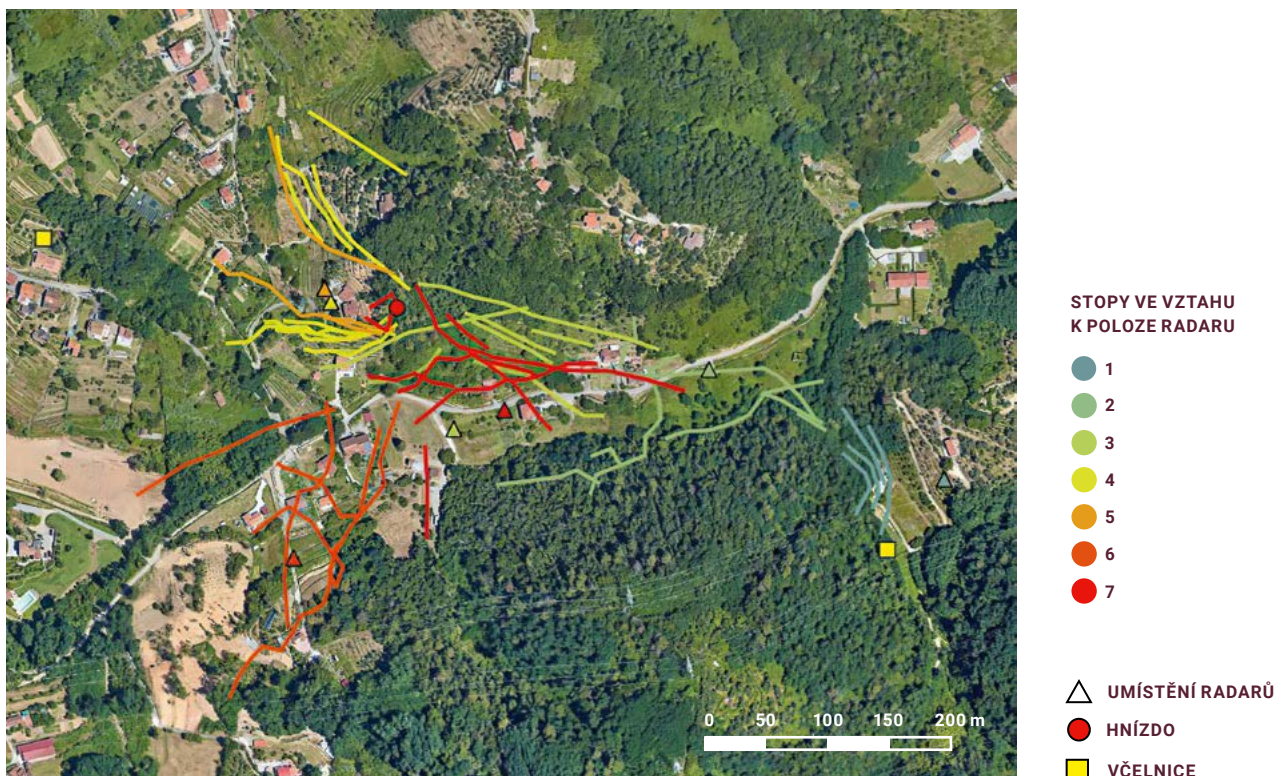 STOPY VE VZTAHU
K POLOZE RADARU
1
2
3
4
5
6
7
UMÍSTĚNÍ RADARŮ
HNÍZDO
VČELNICE
0 50 100 150 200 m